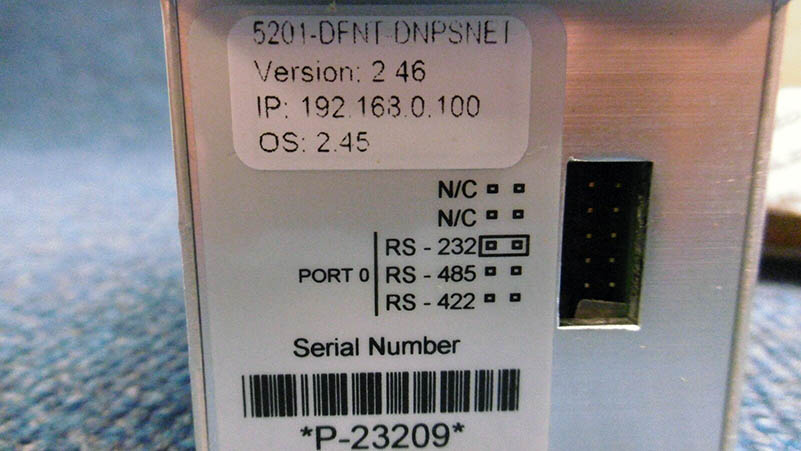 5201-DFNT-DNPSNET
Version: 2.46
IP: 192.168.0.100
OS: 2.45
N/C
N/C
RS - 232
PORT 0 RS - 485
RS - 422
Serial Number
*P-23209*